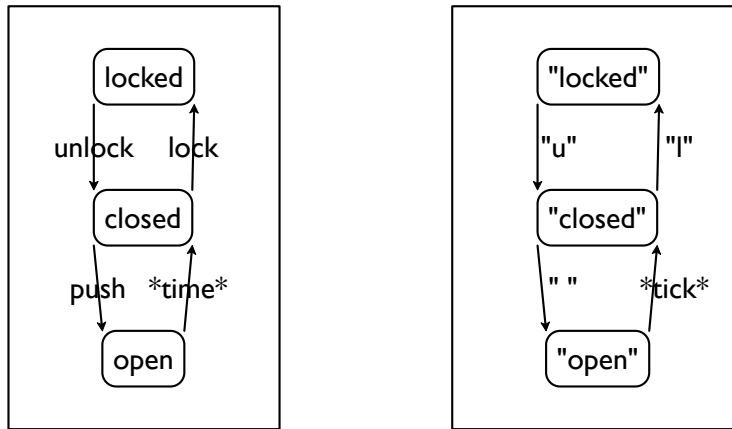 locked
unlock lock
closed
push *time*
open
"locked"
"u" "l"
"closed"
" " *tick*
"open"